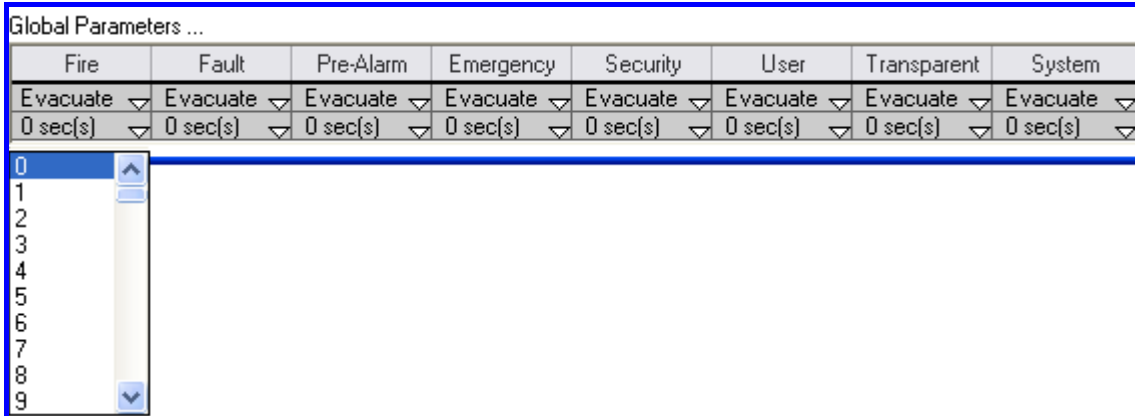 Global Parameters ...
Fire Fault Pre-Alarm Emergency Security User Transparent System
Evacuate Evacuate Evacuate Evacuate Evacuate Evacuate Evacuate Evacuate
0 sec(s) 0 sec(s) 0 sec(s) 0 sec(s) 0 sec(s) 0 sec(s) 0 sec(s) 0 sec(s)
0
1
2
3
4
5
6
7
8
9